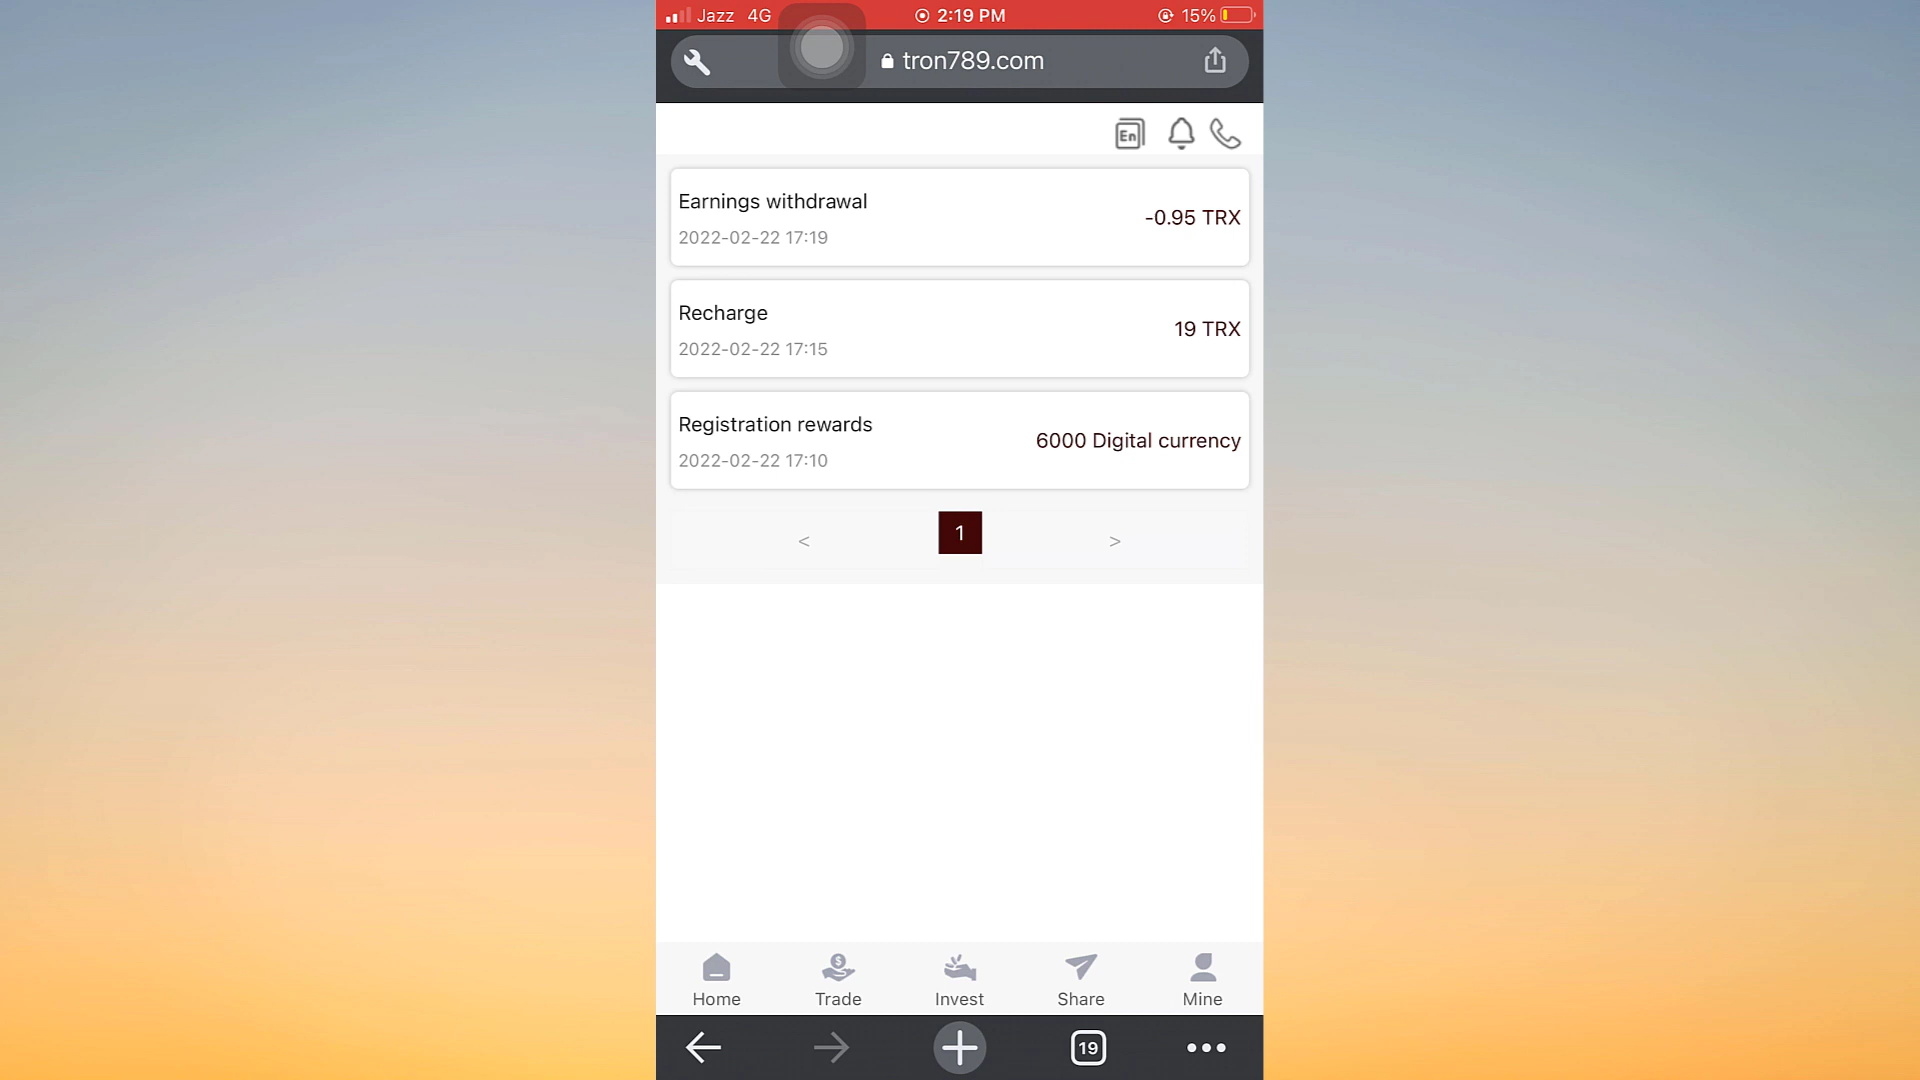 Jazz 4G 2:19 PM 15%
tron789.com
En
Earnings withdrawal
-0.95 TRX
2022-02-22 17:19
Recharge
19 TRX
2022-02-22 17:15
Registration rewards
6000 Digital currency
2022-02-22 17:10
< 1 >
Home Trade Invest Share Mine
19